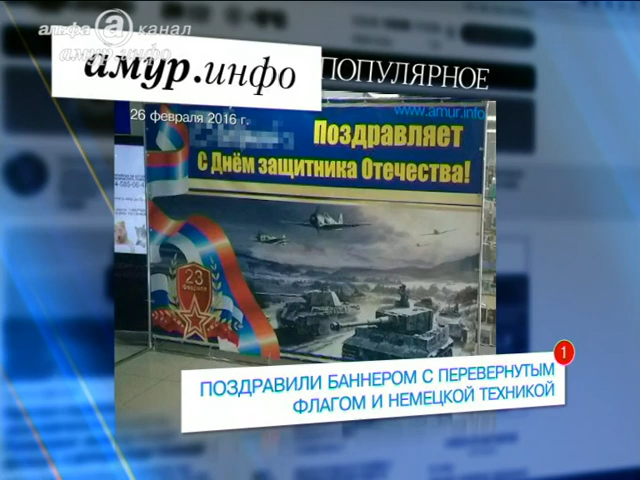 альфа а канал
амур.инфо
амур.инфо
ПОПУЛЯРНОЕ
26 февраля 2016 г.
www.amur.info
Поздравляет
С Днём защитника Отечества!
23
февраля
1
ПОЗДРАВИЛИ БАННЕРОМ С ПЕРЕВЕРНУТЫМ
ФЛАГОМ И НЕМЕЦКОЙ ТЕХНИКОЙ